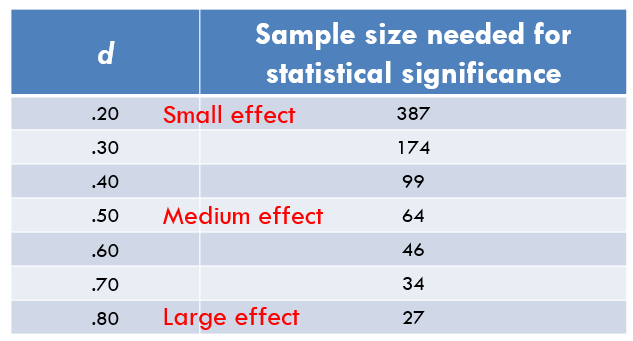 d
Sample size needed for
statistical significance
.20 Small effect 387
.30 174
.40 99
.50 Medium effect 64
.60 46
.70 34
.80 Large effect 27